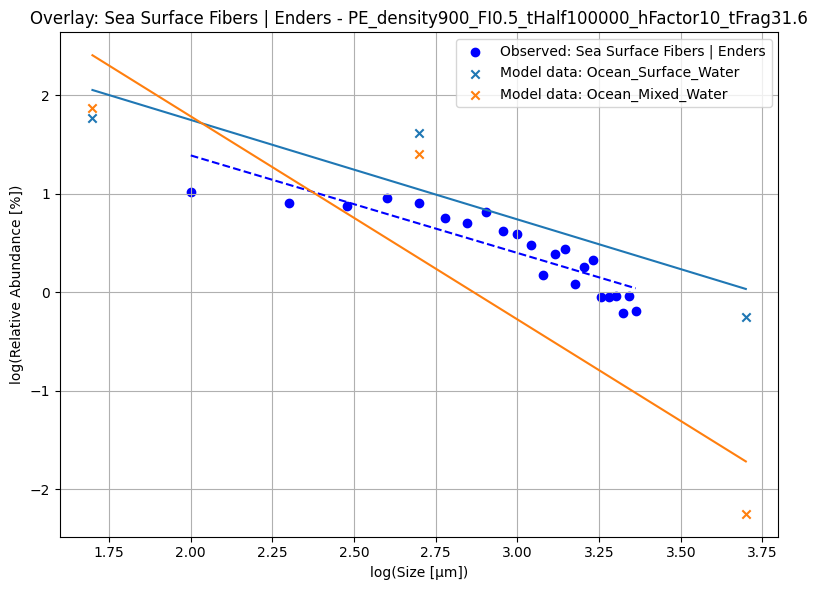 Overlay: Sea Surface Fibers | Enders - PE_density900_FI0.5_tHalf100000_hFactor10_tFrag31.6
Observed: Sea Surface Fibers | Enders
Model data: Ocean_Surface_Water
Model data: Ocean_Mixed_Water
log(Relative Abundance [%])
2
1
0
−1
−2
1.75
2.00
2.25
2.50
2.75
3.00
3.25
3.50
3.75
log(Size [µm])